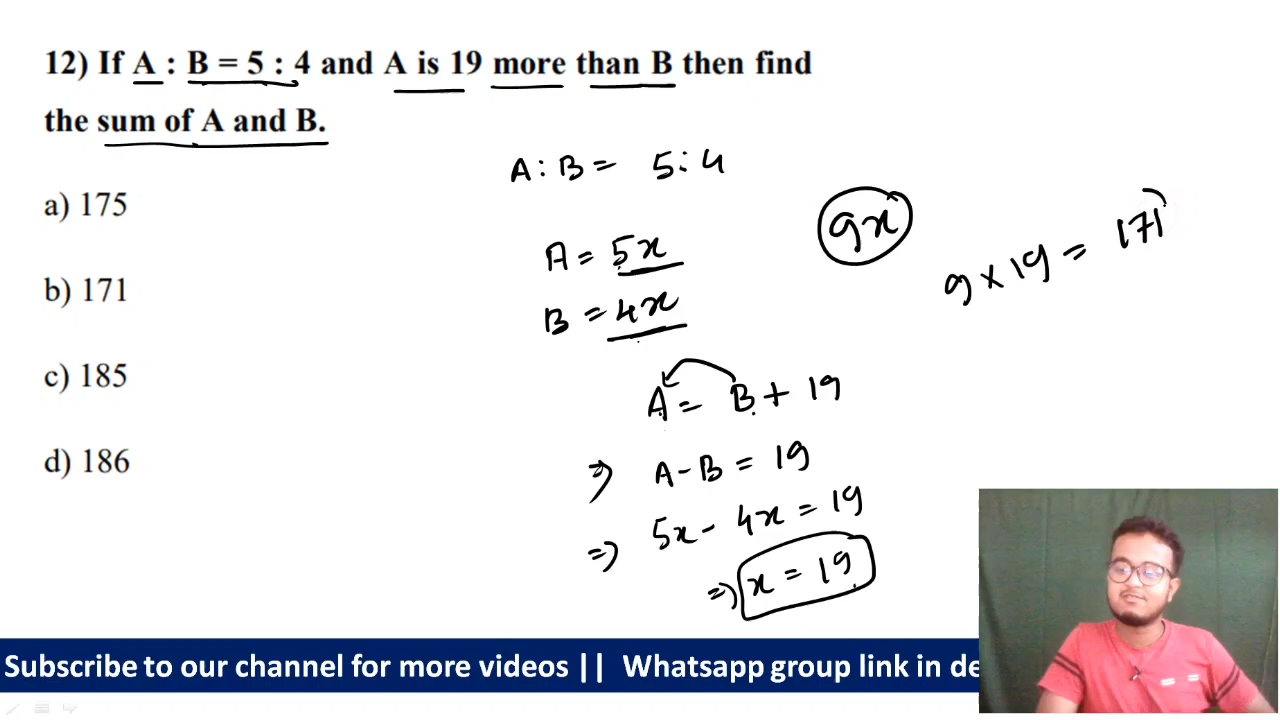 12) If A : B = 5 : 4 and A is 19 more than B then find
the sum of A and B.
a) 175
b) 171
c) 185
d) 186
A : B = 5 : 4
A = 5x
B = 4x
A = B + 19
⇒ A - B = 19
⇒ 5x - 4x = 19
⇒ x = 19
9x
9 × 19 = 171
Subscribe to our channel for more videos || Whatsapp group link in de